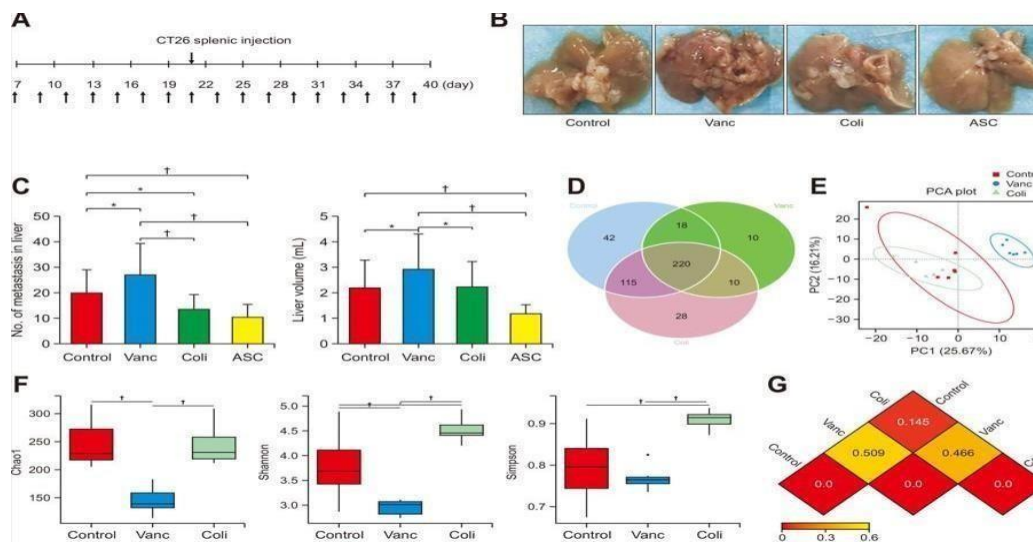 A
CT26 splenic injection
7 10 13 16 19 22 25 28 31 34 37 40 (day)
B
Control Vanc Coli ASC
C
† 
* †
* †
No. of metastasis in liver
50
40
30
20
10
0
Control Vanc Coli ASC
†
†
* *
Liver volume (mL)
5
4
3
2
1
0
Control Vanc Coli ASC
D
Control
Vanc
42 18 10
220
115 10
28
Coli
E
PCA plot
Contro
Vanc
Coli
PC2 (16.21%)
10
20
10
0
−10
−20
−30
−20 −10 0 10
PC1 (25.67%)
F
† †
Chao1
300
250
200
150
Control Vanc Coli
†
† †
Shannon
5.0
4.5
4.0
3.5
3.0
Control Vanc Coli
†
†
Simpson
0.9
0.8
0.7
Control Vanc Coli
G
Coli Control
0.145
Vanc Vanc
0.509 0.466
Control
0.0 0.0 0.0
0 0.3 0.6